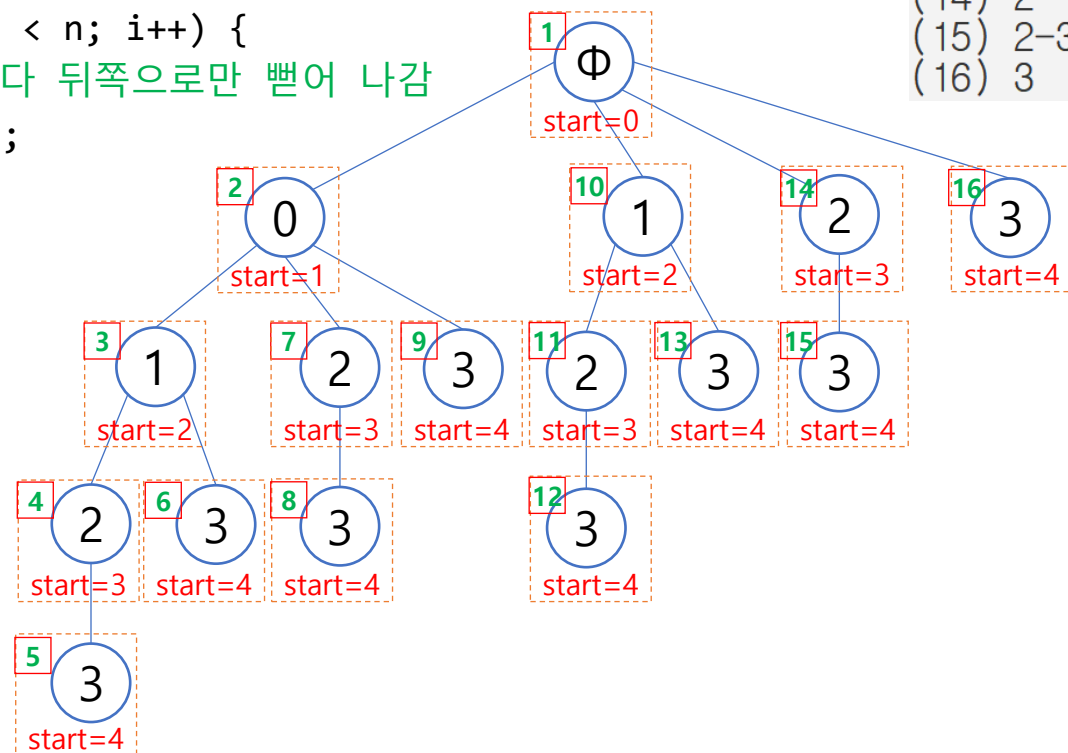 < n; i++) {
다 뒤쪽으로만 뻗어 나감
;
(14) 2
(15) 2-3
(16) 3
1
Φ
start=0
2
0
start=1
10
1
start=2
14
2
start=3
16
3
start=4
3
1
start=2
7
2
start=3
9
3
start=4
11
2
start=3
13
3
start=4
15
3
start=4
4
2
start=3
6
3
start=4
8
3
start=4
12
3
start=4
5
3
start=4